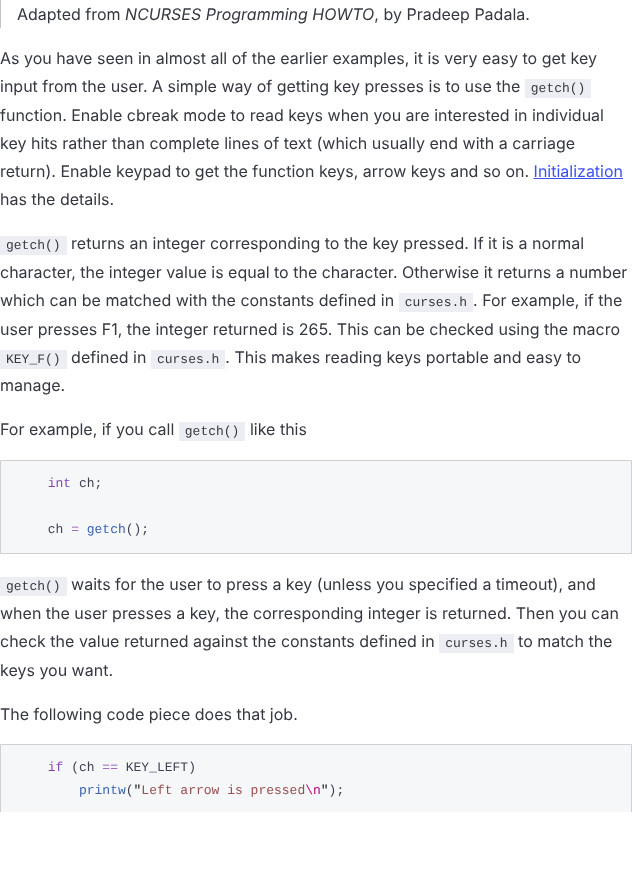 Adapted from NCURSES Programming HOWTO, by Pradeep Padala.
As you have seen in almost all of the earlier examples, it is very easy to get key
input from the user. A simple way of getting key presses is to use the getch()
function. Enable cbreak mode to read keys when you are interested in individual
key hits rather than complete lines of text (which usually end with a carriage
return). Enable keypad to get the function keys, arrow keys and so on. Initialization
has the details.
getch() returns an integer corresponding to the key pressed. If it is a normal
character, the integer value is equal to the character. Otherwise it returns a number
which can be matched with the constants defined in curses.h. For example, if the
user presses F1, the integer returned is 265. This can be checked using the macro
KEY_F() defined in curses.h. This makes reading keys portable and easy to
manage.
For example, if you call getch() like this
int ch;
ch = getch();
getch() waits for the user to press a key (unless you specified a timeout), and
when the user presses a key, the corresponding integer is returned. Then you can
check the value returned against the constants defined in curses.h to match the
keys you want.
The following code piece does that job.
if (ch == KEY_LEFT)
    printw("Left arrow is pressed\n");